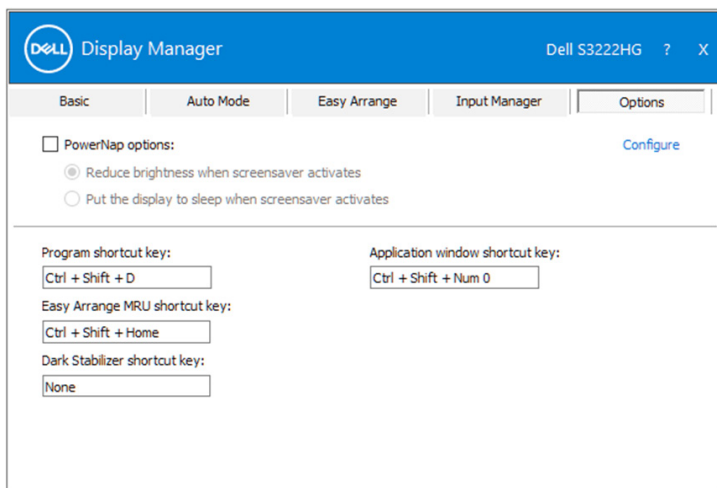 DELL Display Manager Dell S3222HG ? X
Basic Auto Mode Easy Arrange Input Manager Options
PowerNap options: Configure
Reduce brightness when screensaver activates
Put the display to sleep when screensaver activates
Program shortcut key: Application window shortcut key:
Ctrl + Shift + D Ctrl + Shift + Num 0
Easy Arrange MRU shortcut key:
Ctrl + Shift + Home
Dark Stabilizer shortcut key:
None